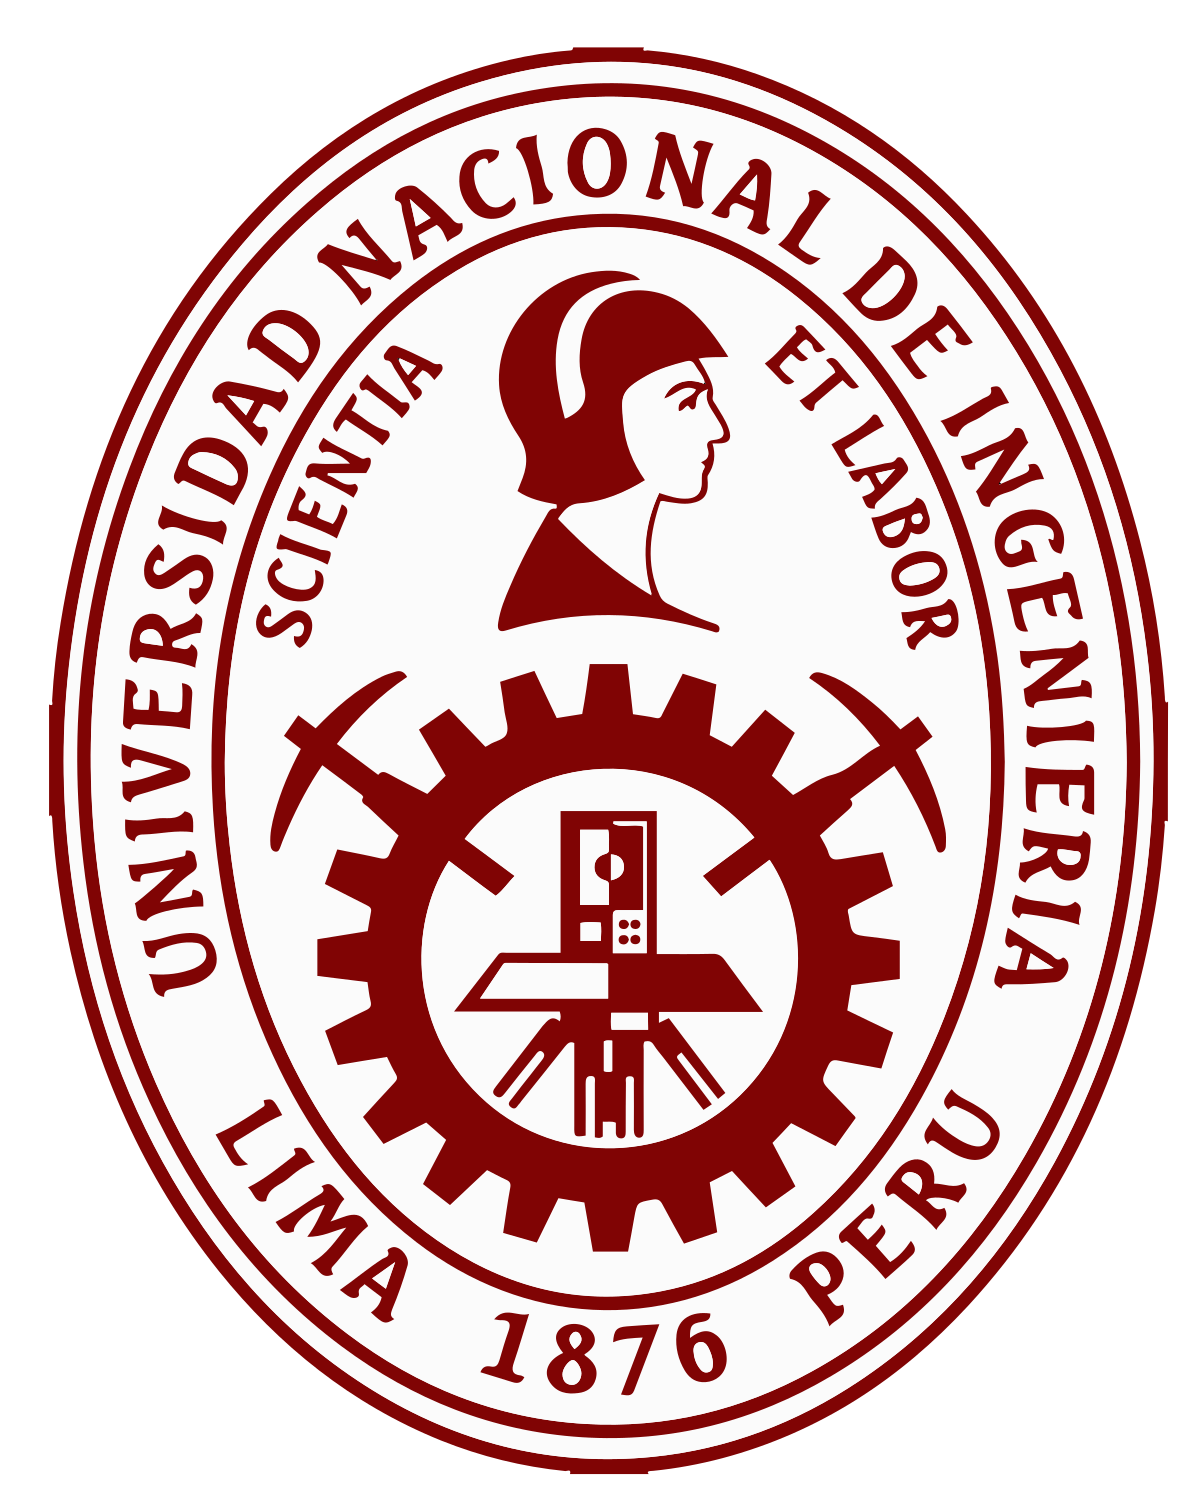 UNIVERSIDAD NACIONAL DE INGENIERIA
SCIENTIA ET LABOR
LIMA 1876 PERU